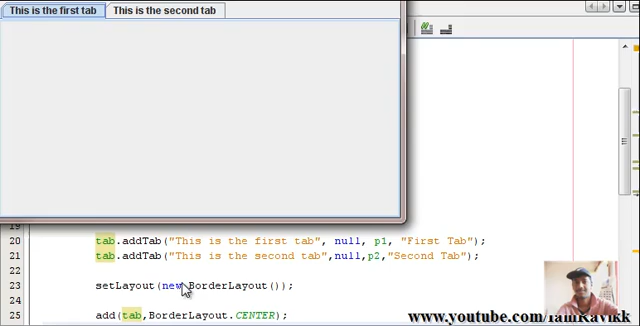 This is the first tab
This is the second tab
19
20 tab.addTab("This is the first tab", null, p1, "First Tab");
21 tab.addTab("This is the second tab",null,p2,"Second Tab");
22
23 setLayout(new BorderLayout());
24
25 add(tab,BorderLayout.CENTER);
www.youtube.com/IamRavikk